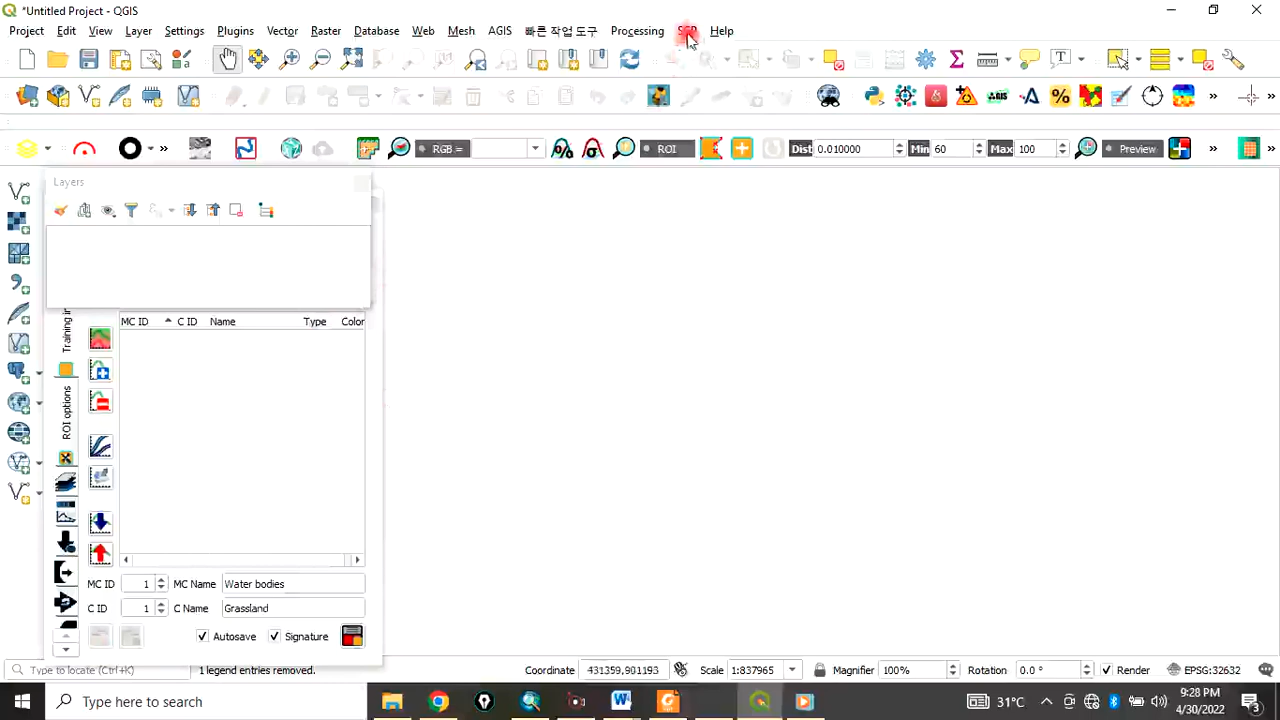 *Untitled Project - QGIS
Project Edit View Layer Settings Plugins Vector Raster Database Web Mesh AGIS 빠른 작업 도구 Processing SCP Help
RGB = ROI Dist 0.010000 Min 60 Max 100 Preview
Layers
MC ID C ID Name Type Color
Training in
ROI options
MC ID 1 MC Name Water bodies
C ID 1 C Name Grassland
Autosave Signature
Type to locate (Ctrl+K) 1 legend entries removed. Coordinate 431359,901193 Scale 1:837965 Magnifier 100% Rotation 0.0 ° Render EPSG:32632
Type here to search 31°C 9:28 PM
4/30/2022 3